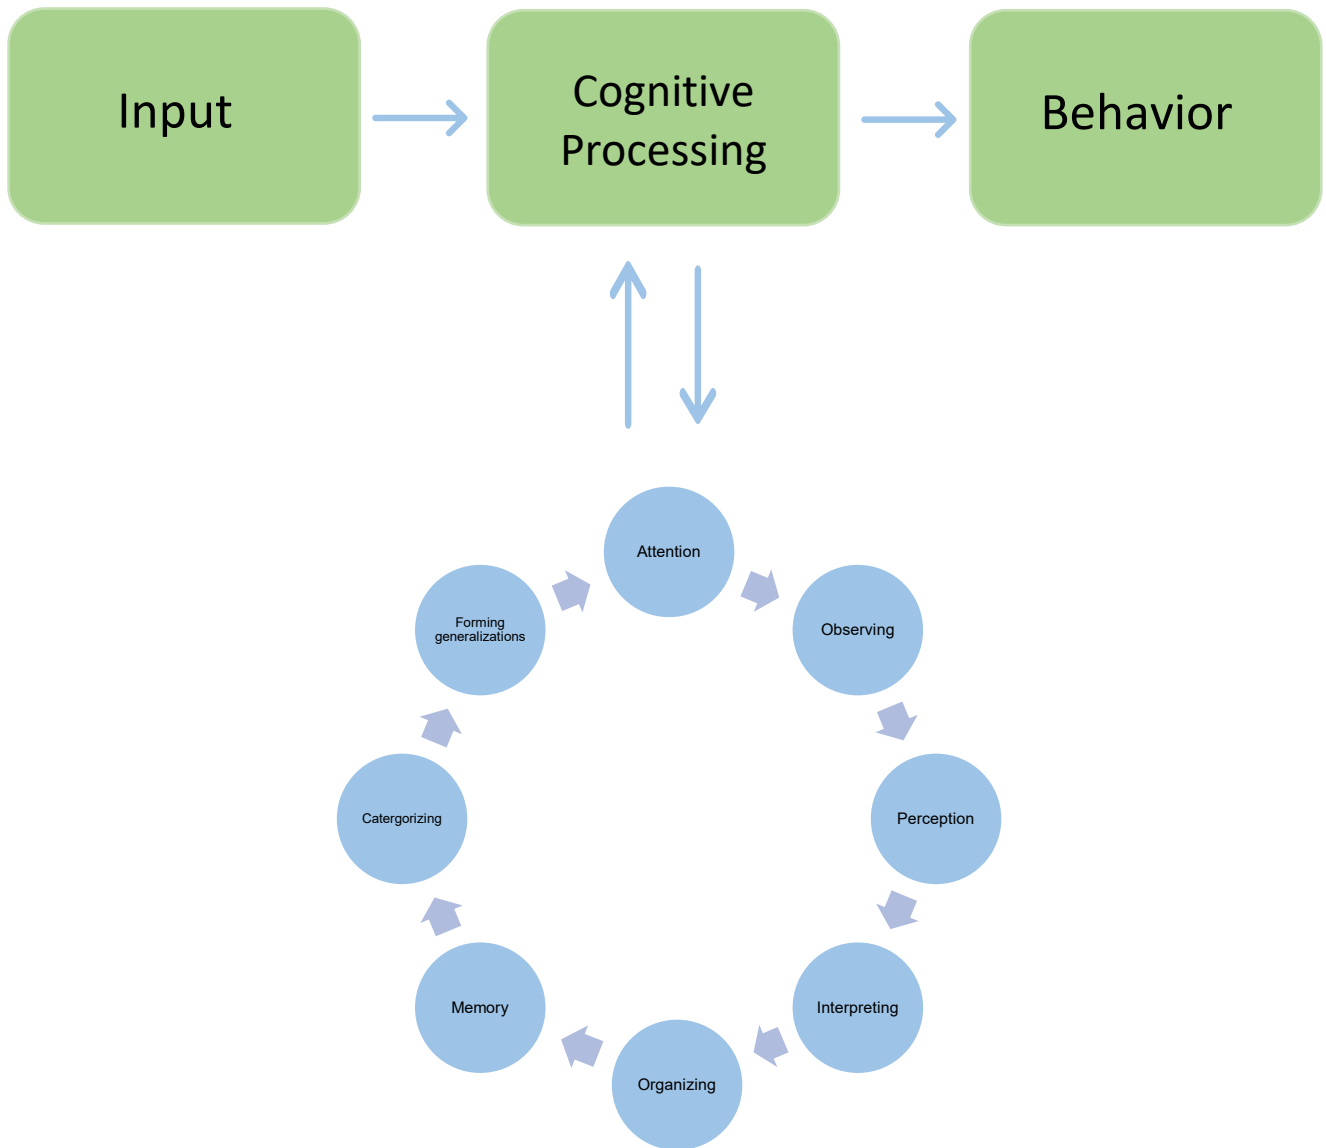 Input
Cognitive
Processing
Behavior
Attention
Observing
Perception
Interpreting
Organizing
Memory
Catergorizing
Forming
generalizations